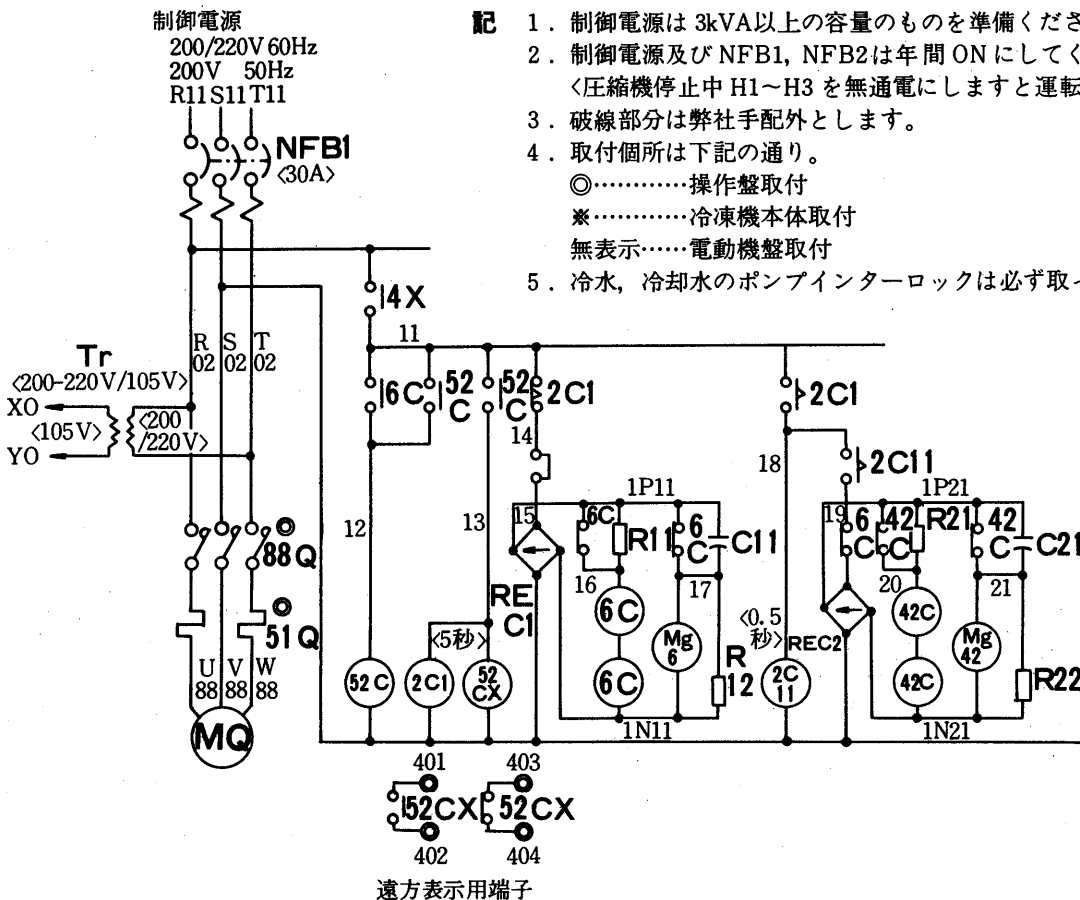 制御電源
200/220V 60Hz
200V 50Hz
R11 S11 T11
NFB1
<30A>
記 1. 制御電源は 3kVA以上の容量のものを準備くださ
2. 制御電源及び NFB1, NFB2は年間 ON にしてく
<圧縮機停止中 H1〜H3 を無通電にしますと運転
3. 破線部分は弊社手配外とします。
4. 取付個所は下記の通り。
◎…………操作盤取付
※…………冷凍機本体取付
無表示……電動機盤取付
5. 冷水, 冷却水のポンプインターロックは必ず取っ
4X
11
R S T
02 02 02
Tr
<200-220V/105V>
XO
<105V>
<200
/220V>
YO
6C
52
C
52
C
2C1
2C1
14
18
2C11
12
13
15
1P11
6C
R11
6
C
C11
16
17
19
1P21
6
C
42
C
R21
42
C
C21
20
21
88Q
51Q
RE
C1
6C
6C
Mg
6
R
12
<5秒>
<0.5
秒>
REC2
42C
42C
Mg
42
R22
U V W
88 88 88
MQ
52C
2C1
52
CX
2C
11
1N11
1N21
401
403
52CX
52CX
402
404
遠方表示用端子